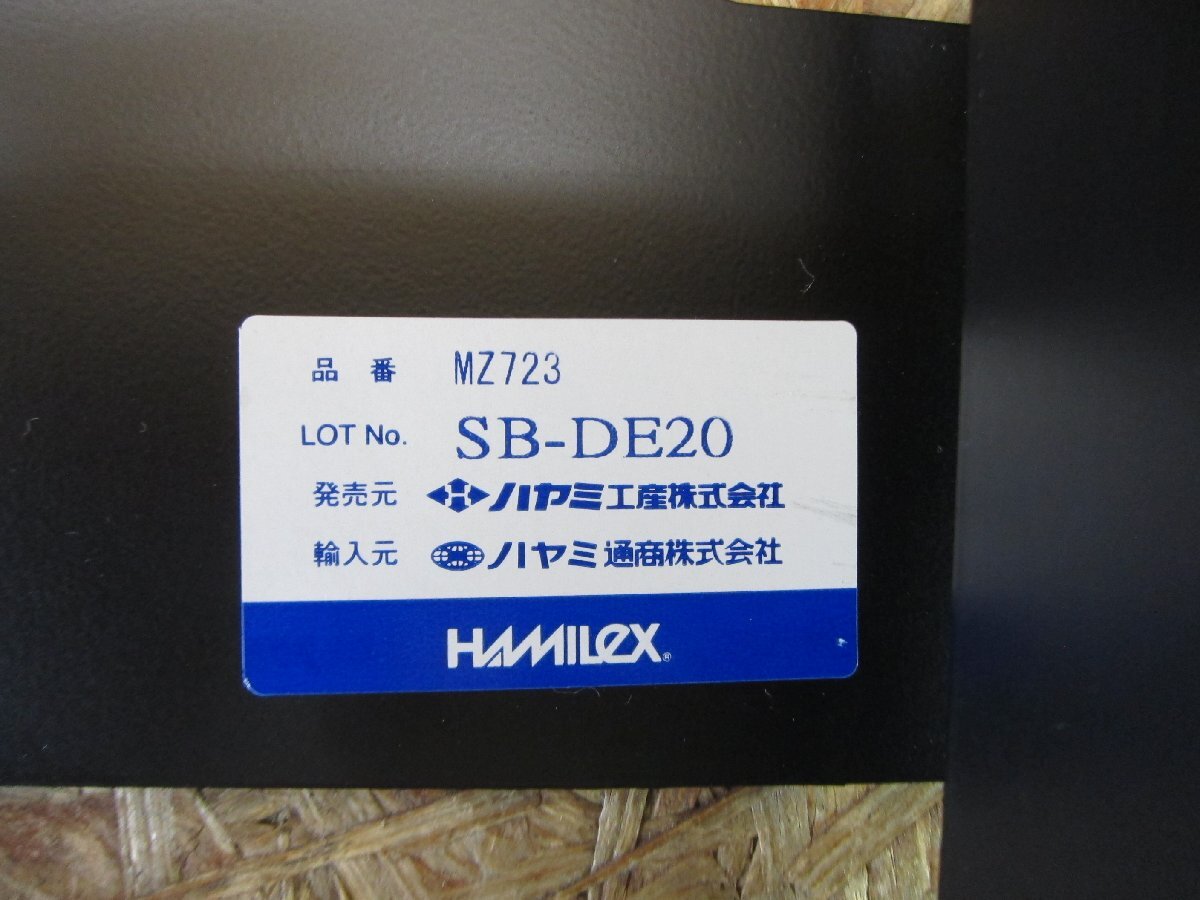 品番 MZ723
LOT No. SB-DE20
発売元 ハヤミ工産株式会社
輸入元 ハヤミ通商株式会社
HAMILEX®